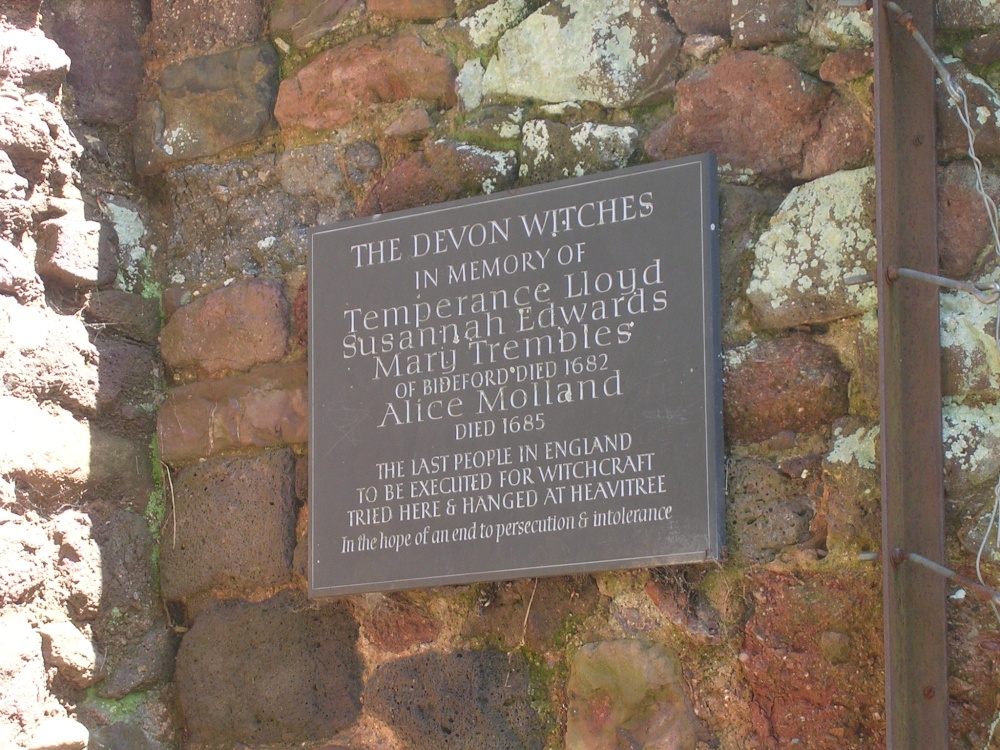 THE DEVON WITCHES
IN MEMORY OF
Temperance Lloyd
Susannah Edwards
Mary Trembles
OF BIDEFORD DIED 1682
Alice Molland
DIED 1685
THE LAST PEOPLE IN ENGLAND
TO BE EXECUTED FOR WITCHCRAFT
TRIED HERE & HANGED AT HEAVITREE
In the hope of an end to persecution & intolerance